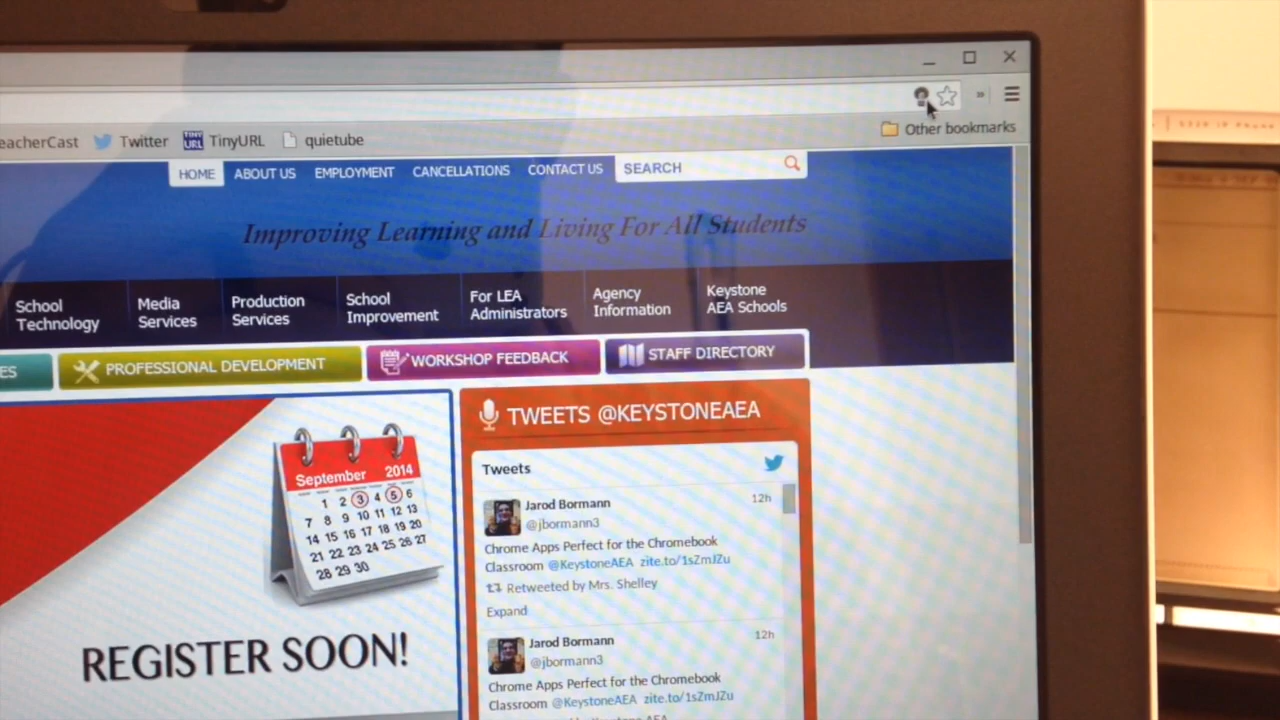 eacherCast Twitter TINY URL TinyURL quietube Other bookmarks
HOME ABOUT US EMPLOYMENT CANCELLATIONS CONTACT US SEARCH
Improving Learning and Living For All Students
School Technology
Media Services
Production Services
School Improvement
For LEA Administrators
Agency Information
Keystone AEA Schools
ES PROFESSIONAL DEVELOPMENT WORKSHOP FEEDBACK STAFF DIRECTORY
September 2014
1 2 3 4 5 6
7 8 9 10 11 12 13
14 15 16 17 18 19 20
21 22 23 24 25 26 27
28 29 30
REGISTER SOON!
TWEETS @KEYSTONEAEA
Tweets
Jarod Bormann 12h
@jbormann3
Chrome Apps Perfect for the Chromebook
Classroom @KeystoneAEA zite.to/1sZmJZu
Retweeted by Mrs. Shelley
Expand
Jarod Bormann 12h
@jbormann3
Chrome Apps Perfect for the Chromebook
Classroom @KeystoneAEA zite.to/1sZmJZu